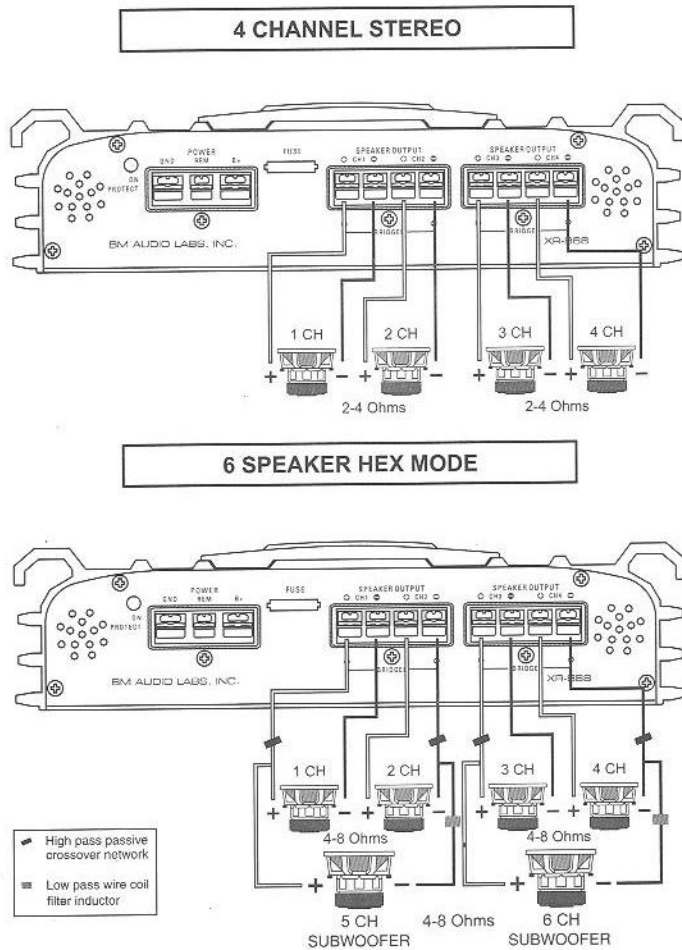 4 CHANNEL STEREO
POWER
GND REM B+
FUSE
SPEAKER OUTPUT
CH1 CH2
SPEAKER OUTPUT
CH3 CH4
ON
PROTECT
BRIDGE
BRIDGE
BM AUDIO LABS, INC.
XR-868
1 CH 2 CH 3 CH 4 CH
+ − + − + − + −
2-4 Ohms 2-4 Ohms
6 SPEAKER HEX MODE
POWER
GND REM B+
FUSE
SPEAKER OUTPUT
CH1 CH2
SPEAKER OUTPUT
CH3 CH4
ON
PROTECT
BRIDGE
BRIDGE
BM AUDIO LABS, INC.
XR-868
1 CH 2 CH 3 CH 4 CH
+ − + − + − + −
4-8 Ohms 4-8 Ohms
High pass passive
crossover network
Low pass wire coil
filter inductor
+ − + −
5 CH 4-8 Ohms 6 CH
SUBWOOFER SUBWOOFER